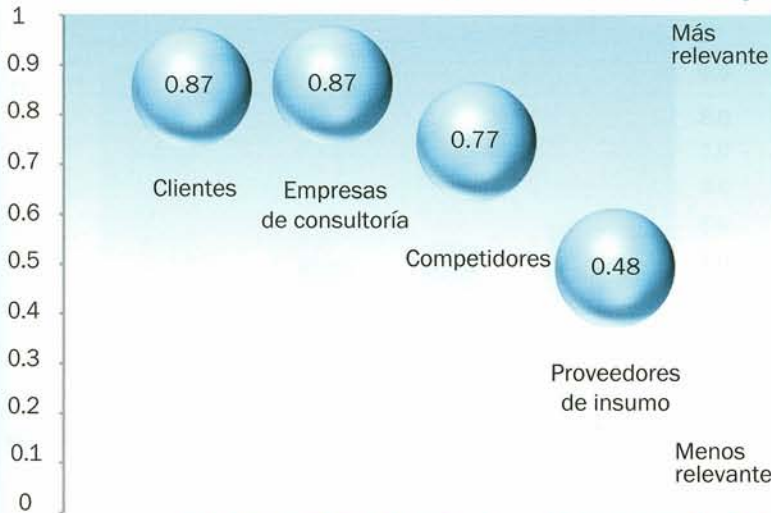 1
0.9
0.8
0.7
0.6
0.5
0.4
0.3
0.2
0.1
0
Más
relevante
0.87
0.87
0.77
0.48
Clientes
Empresas
de consultoría
Competidores
Proveedores
de insumo
Menos
relevante